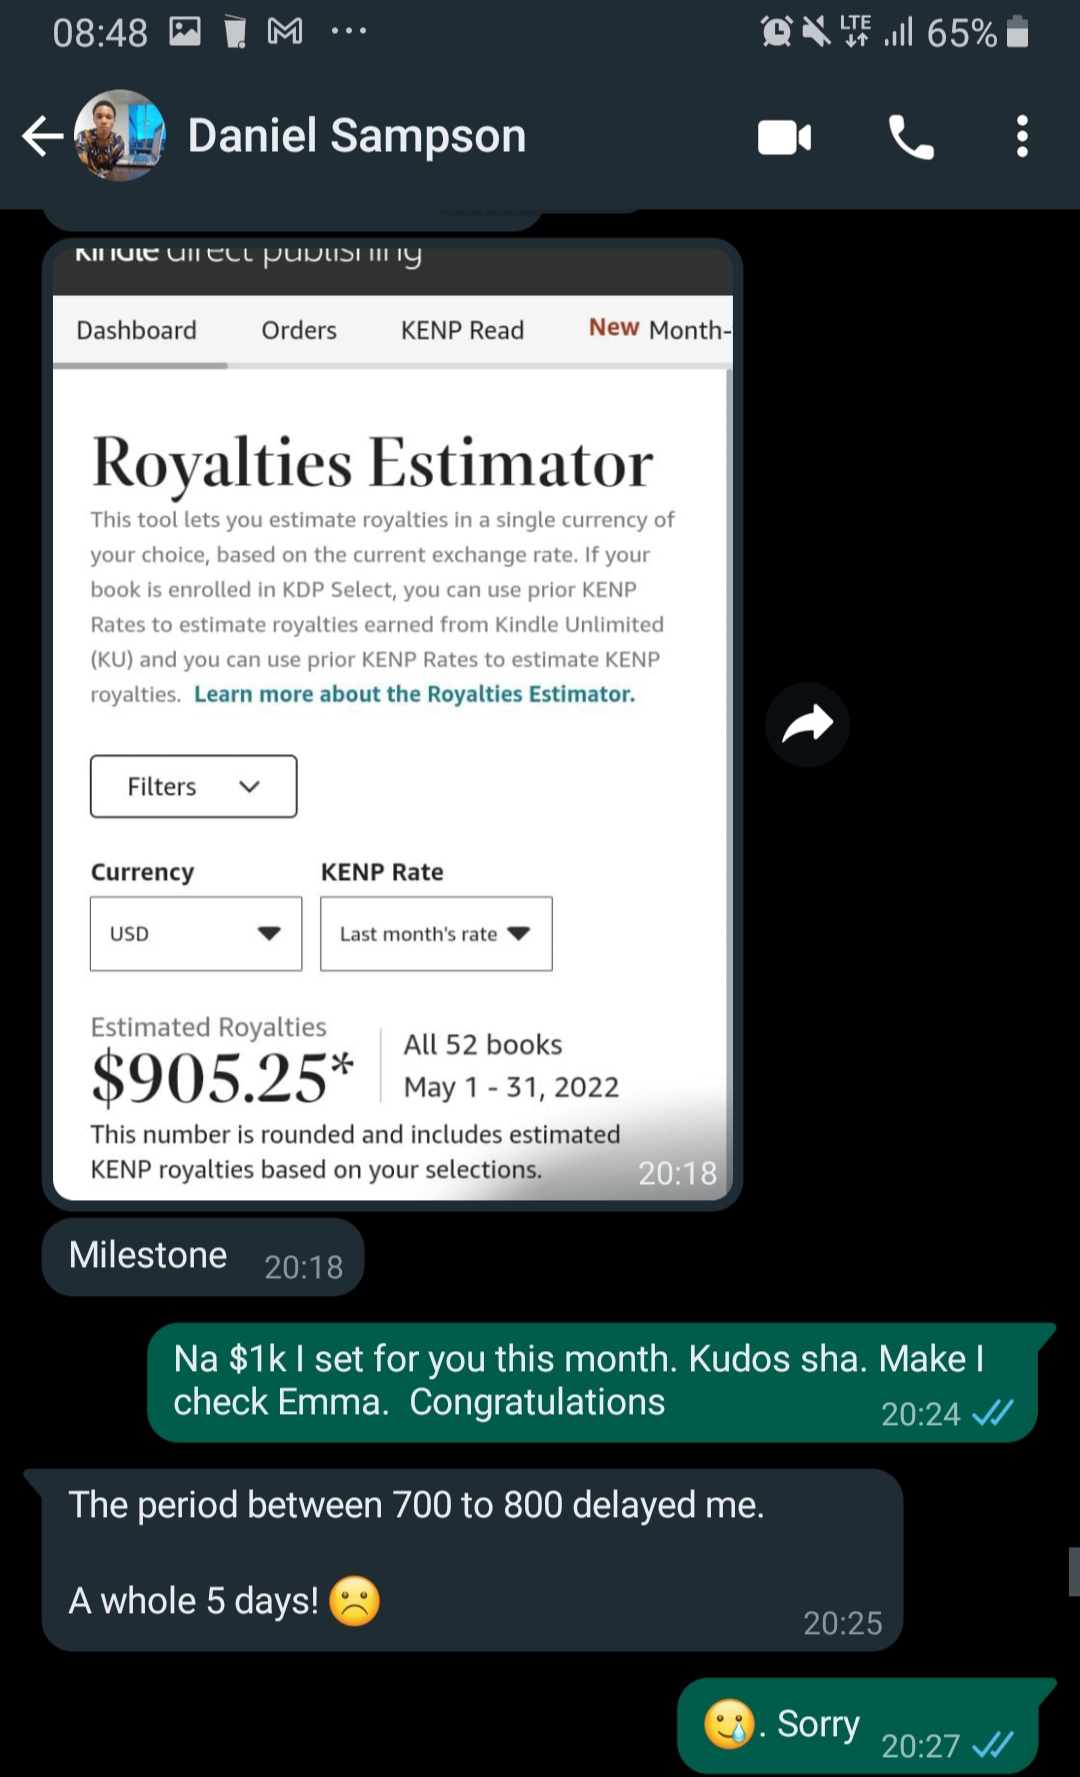 08:48
LTE
65%
Daniel Sampson
kindle direct publishing
Dashboard Orders KENP Read New Month-
Royalties Estimator
This tool lets you estimate royalties in a single currency of
your choice, based on the current exchange rate. If your
book is enrolled in KDP Select, you can use prior KENP
Rates to estimate royalties earned from Kindle Unlimited
(KU) and you can use prior KENP Rates to estimate KENP
royalties. Learn more about the Royalties Estimator.
Filters
Currency KENP Rate
USD Last month's rate
Estimated Royalties
$905.25*
All 52 books
May 1 - 31, 2022
This number is rounded and includes estimated
KENP royalties based on your selections.
20:18
Milestone 20:18
Na $1k I set for you this month. Kudos sha. Make I
check Emma. Congratulations
20:24
The period between 700 to 800 delayed me.
A whole 5 days! ☹️
20:25
🥲. Sorry 20:27